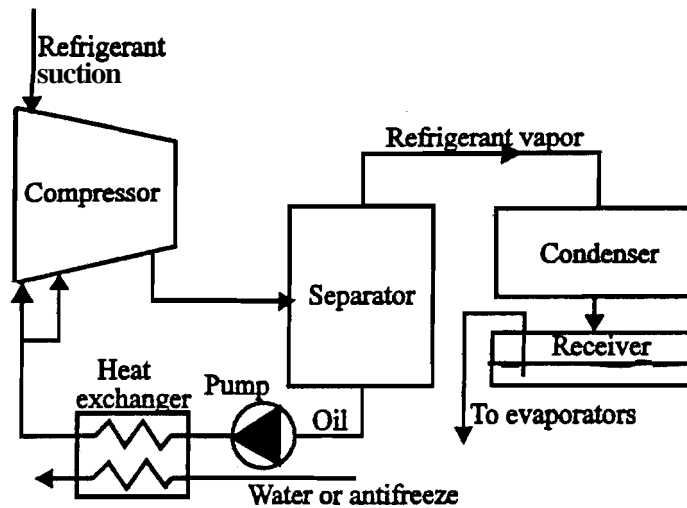 Refrigerant
suction
Refrigerant vapor
Compressor
Separator
Condenser
Receiver
Heat
exchanger
Pump
Oil
To evaporators
Water or antifreeze